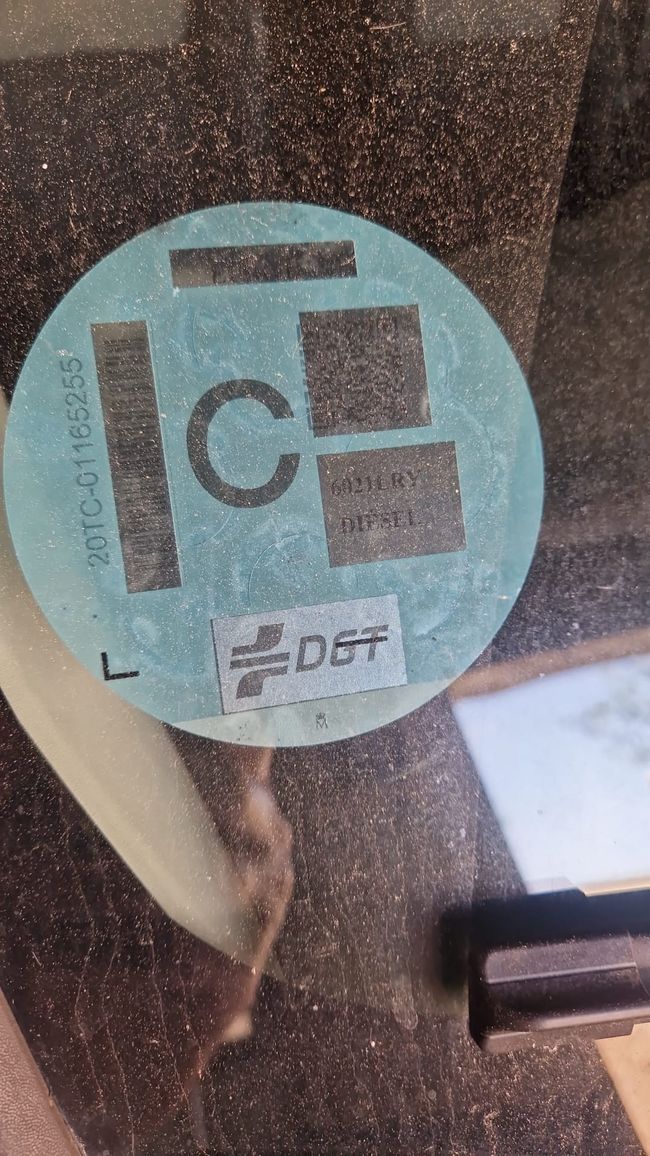 20TC-01165255
C
6021LRY
DIESEL
DGT
L
M